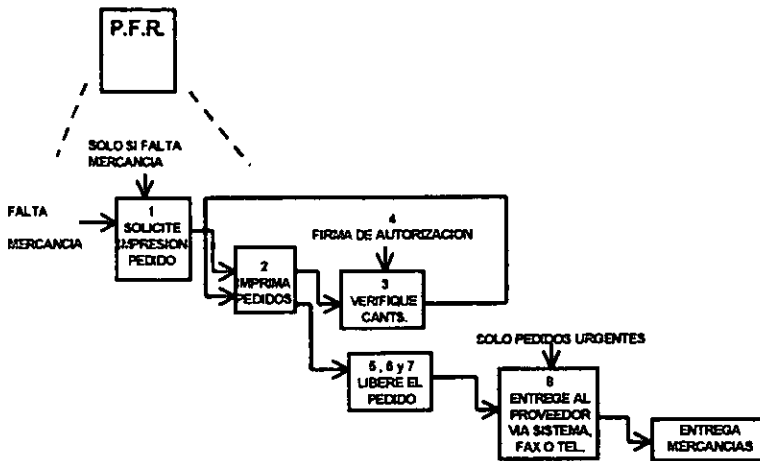 P.F.R.
SOLO SI FALTA
MERCANCIA
FALTA
MERCANCIA
1
SOLICITE
IMPRESION
PEDIDO
2
IMPRIMA
PEDIDOS
4
FIRMA DE AUTORIZACION
3
VERIFIQUE
CANTS.
5, 6 y 7
LIBERE EL
PEDIDO
SOLO PEDIDOS URGENTES
8
ENTREGE AL
PROVEEDOR
VIA SISTEMA,
FAX O TEL.
ENTREGA
MERCANCIAS